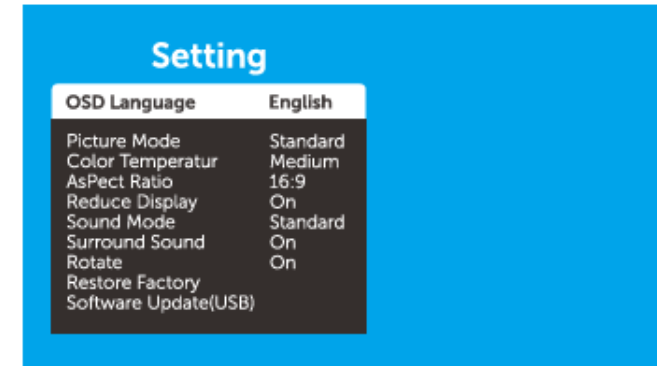 Setting
OSD Language English
Picture Mode Standard
Color Temperatur Medium
AsPect Ratio 16:9
Reduce Display On
Sound Mode Standard
Surround Sound On
Rotate On
Restore Factory
Software Update(USB)